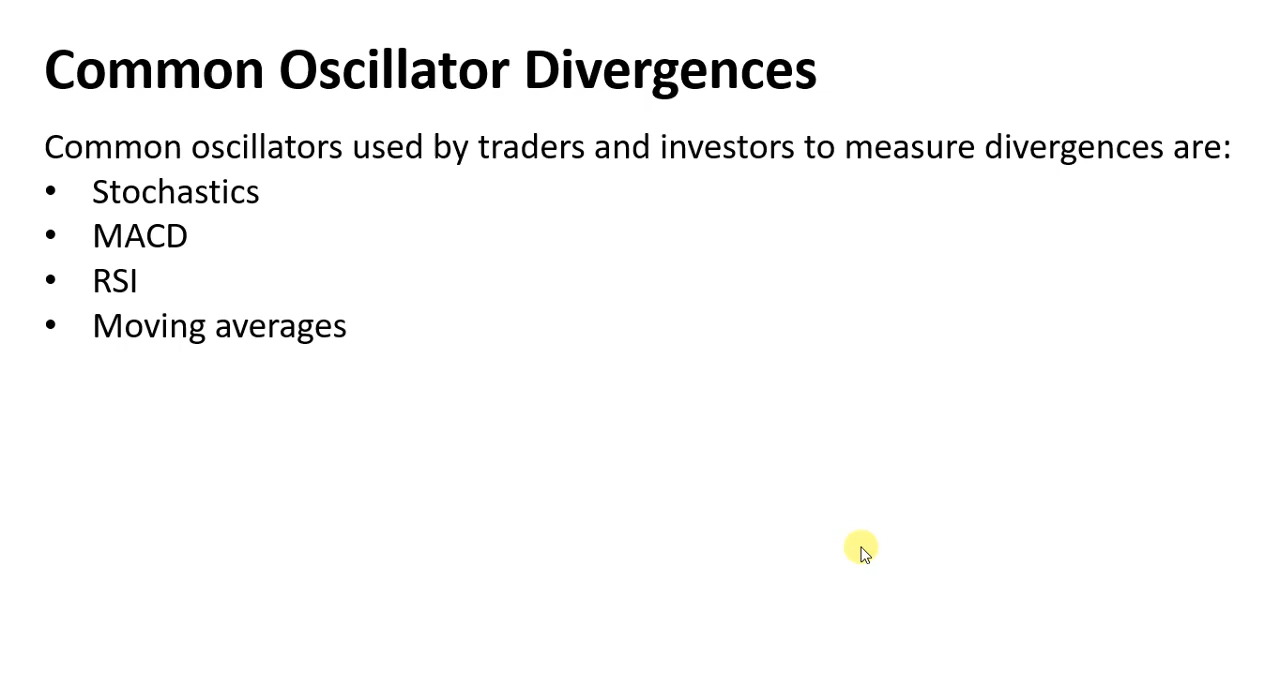 Common Oscillator Divergences
Common oscillators used by traders and investors to measure divergences are:
• Stochastics
• MACD
• RSI
• Moving averages